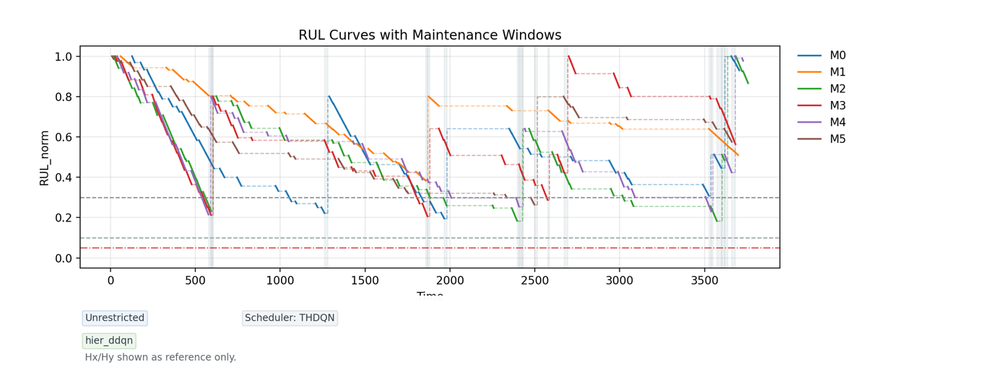 RUL Curves with Maintenance Windows
RUL_norm
1.0
0.8
0.6
0.4
0.2
0.0
0 500 1000 1500 2000 2500 3000 3500
Time
M0
M1
M2
M3
M4
M5
Unrestricted Scheduler: THDQN
hier_ddqn
Hx/Hy shown as reference only.